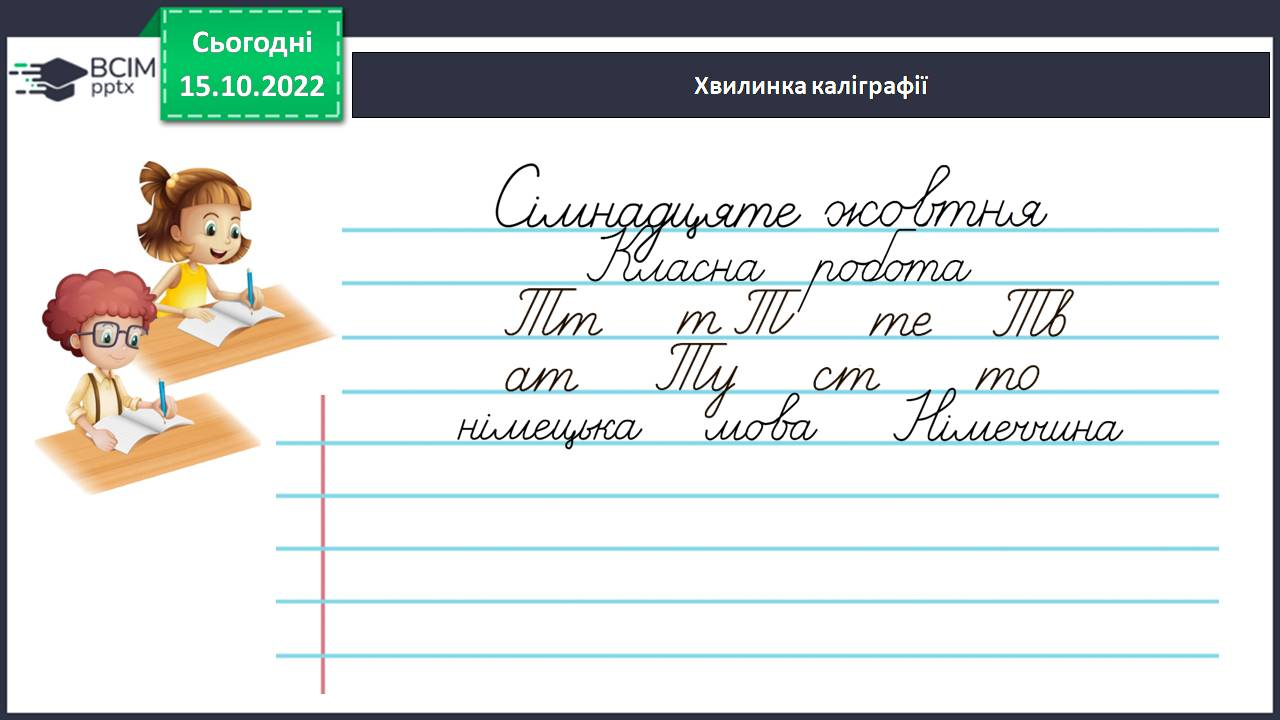 Сьогодні
15.10.2022
ВСІМ
pptx
Хвилинка каліграфії
Сімнадцяте жовтня
Класна робота
Тт т Т те Тв
ат Ту ст то
німецька мова Німеччина